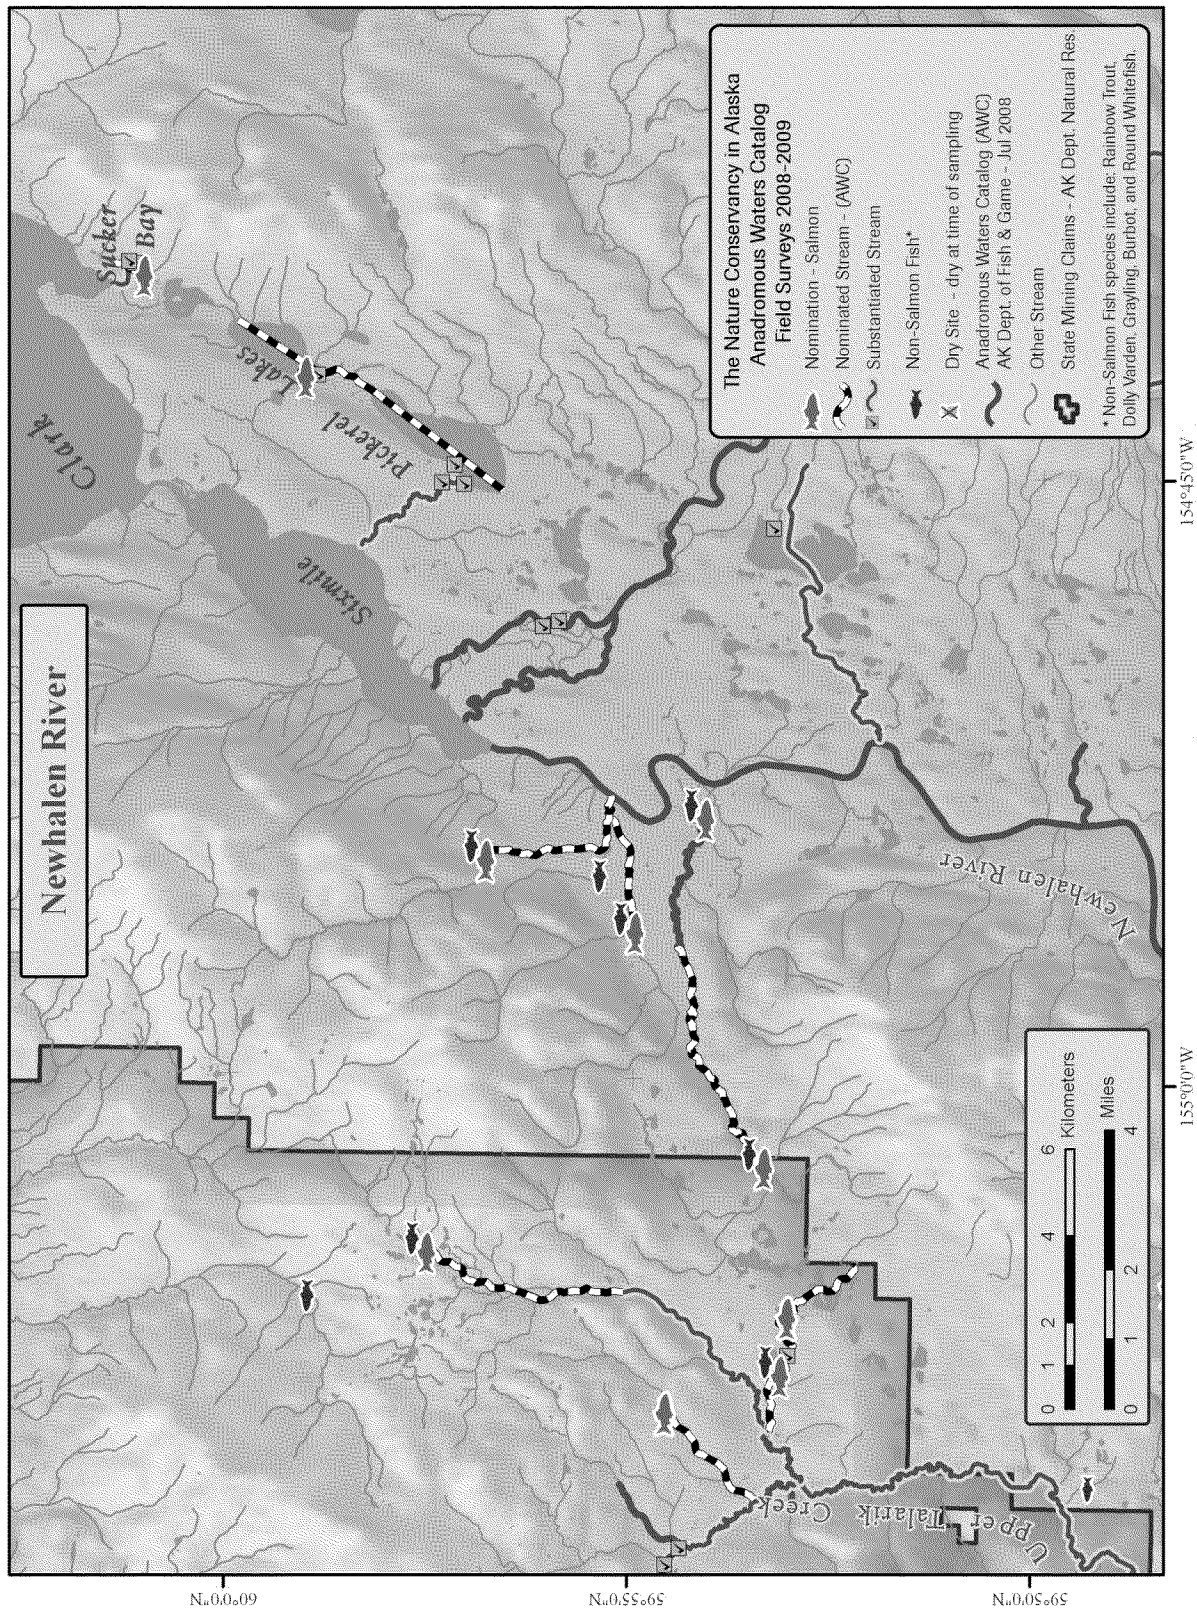 Newhalen River
Sucker
Bay
Clark
Lakes
Pickerel
Sixmile
Newhalen River
Upper Talarik Creek
The Nature Conservancy in Alaska
Anadromous Waters Catalog
Field Surveys 2008-2009
Nomination - Salmon
Nominated Stream - (AWC)
Substantiated Stream
Non-Salmon Fish*
Dry Site - dry at time of sampling
Anadromous Waters Catalog (AWC)
AK Dept. of Fish & Game - Jul 2008
Other Stream
State Mining Claims - AK Dept. Natural Res.
* Non-Salmon Fish species include: Rainbow Trout,
Dolly Varden, Grayling, Burbot, and Round Whitefish.
0 1 2 4 6
Kilometers
0 1 2 4
Miles
60°0'0"N
59°55'0"N
59°50'0"N
155°0'0"W
154°45'0"W